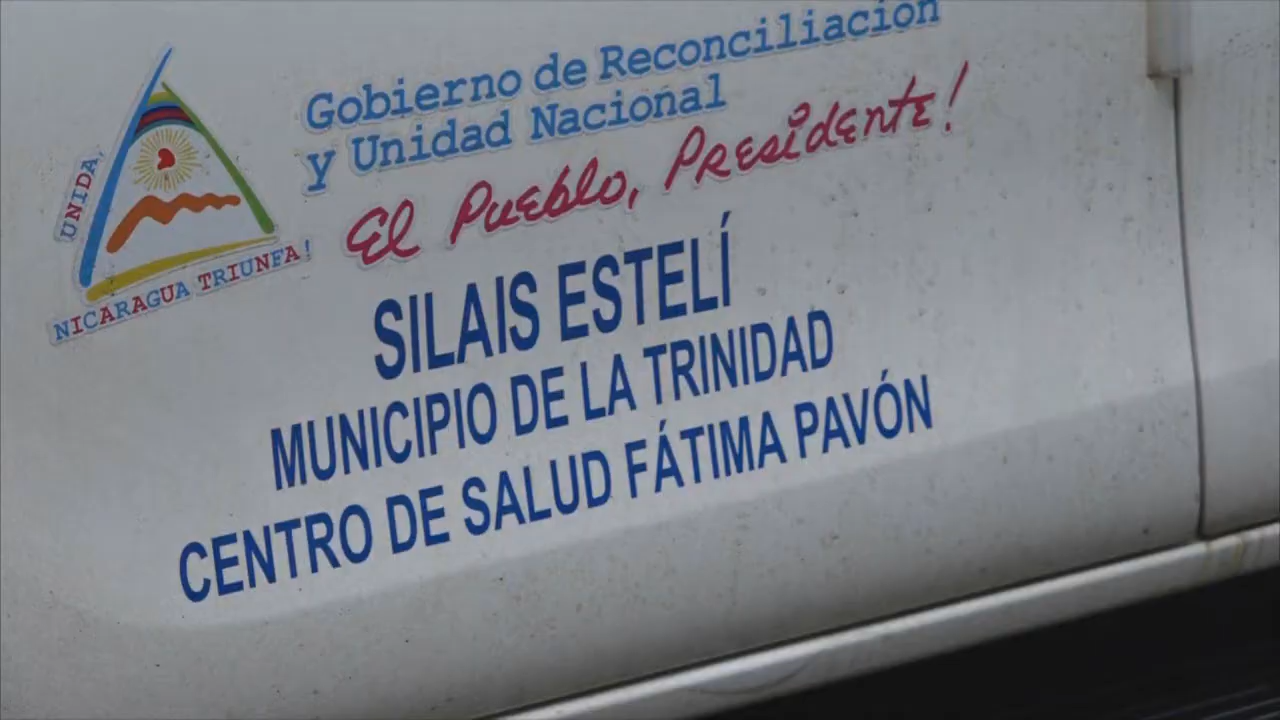 UNIDA,
NICARAGUA TRIUNFA!
Gobierno de Reconciliación
y Unidad Nacional
El Pueblo, Presidente!
SILAIS ESTELÍ
MUNICIPIO DE LA TRINIDAD
CENTRO DE SALUD FÁTIMA PAVÓN